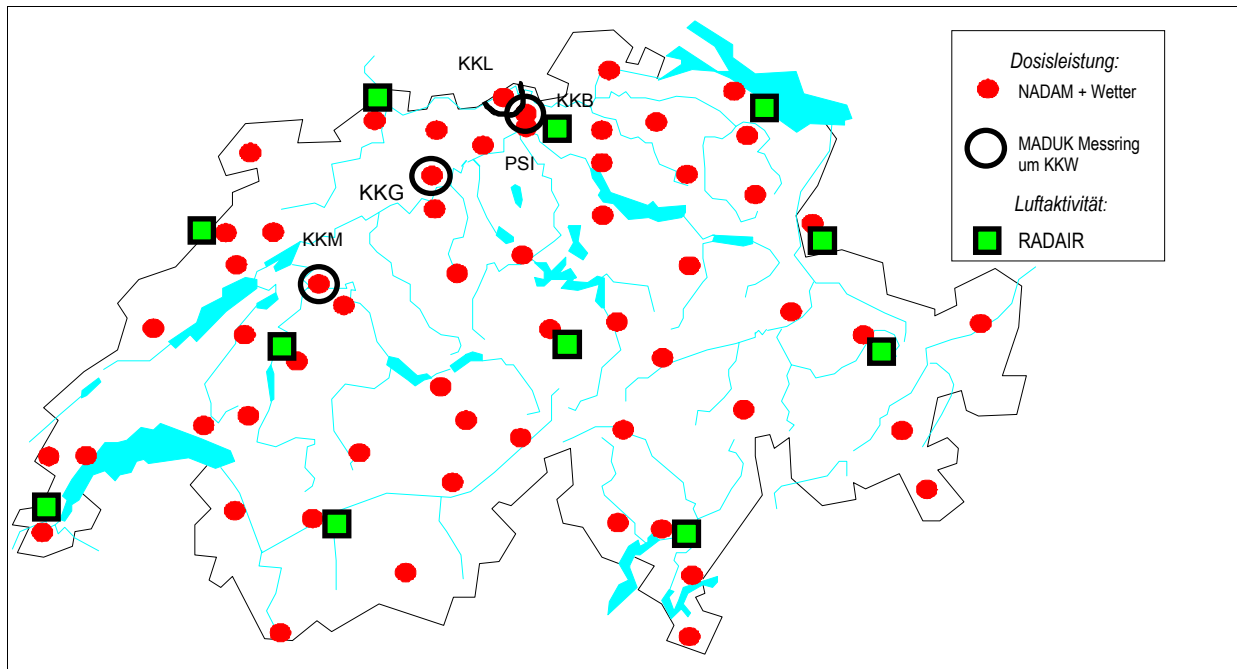 KKL
KKB
PSI
KKG
KKM
Dosisleistung:
NADAM + Wetter
MADUK Messring
um KKW
Luftaktivität:
RADAIR